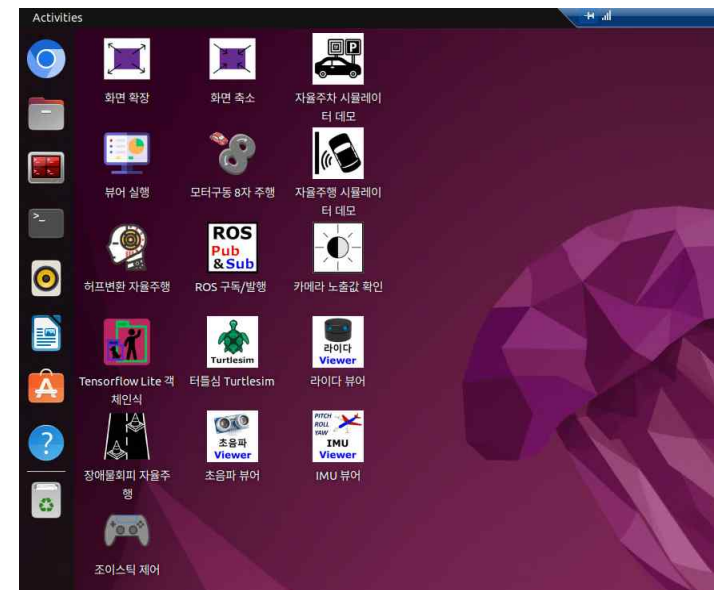 Activities
화면 확장
화면 축소
자율주차 시뮬레이
터 데모
뷰어 실행
모터구동 8자 주행
자율주행 시뮬레이
터 데모
ROS
Pub
&Sub
허프변환 자율주행
ROS 구독/발행
카메라 노출값 확인
Turtlesim
라이다
Viewer
Tensorflow Lite 객
체인식
터틀심 Turtlesim
라이다 뷰어
초음파
Viewer
PITCH
ROLL
YAW
IMU
Viewer
장애물회피 자율주
행
초음파 뷰어
IMU 뷰어
조이스틱 제어